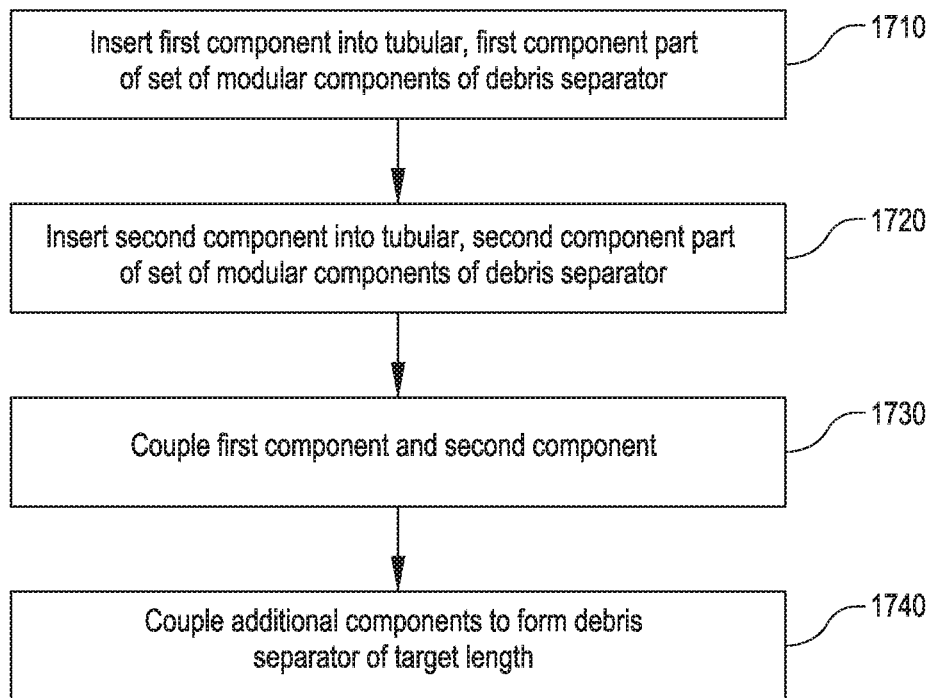 Insert first component into tubular, first component part
of set of modular components of debris separator
1710
Insert second component into tubular, second component part
of set of modular components of debris separator
1720
Couple first component and second component
1730
Couple additional components to form debris
separator of target length
1740